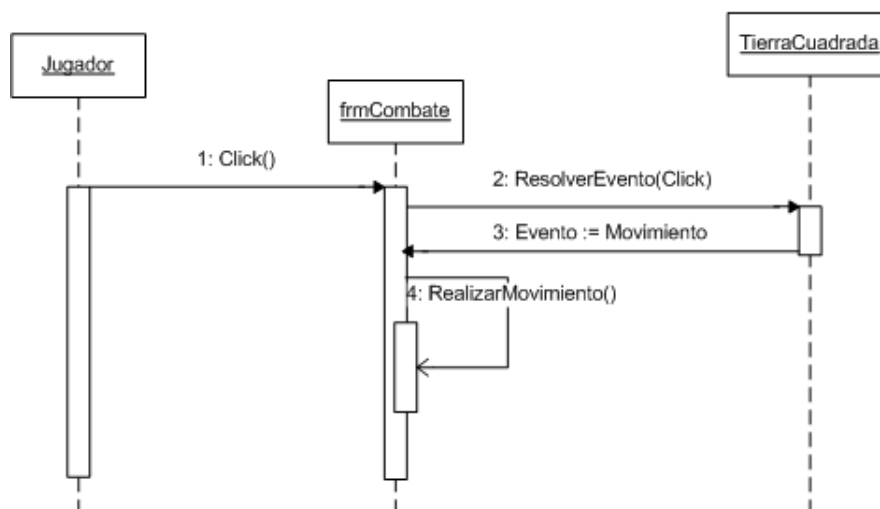 TierraCuadrada
Jugador
frmCombate
1: Click()
2: ResolverEvento(Click)
3: Evento := Movimiento
4: RealizarMovimiento()